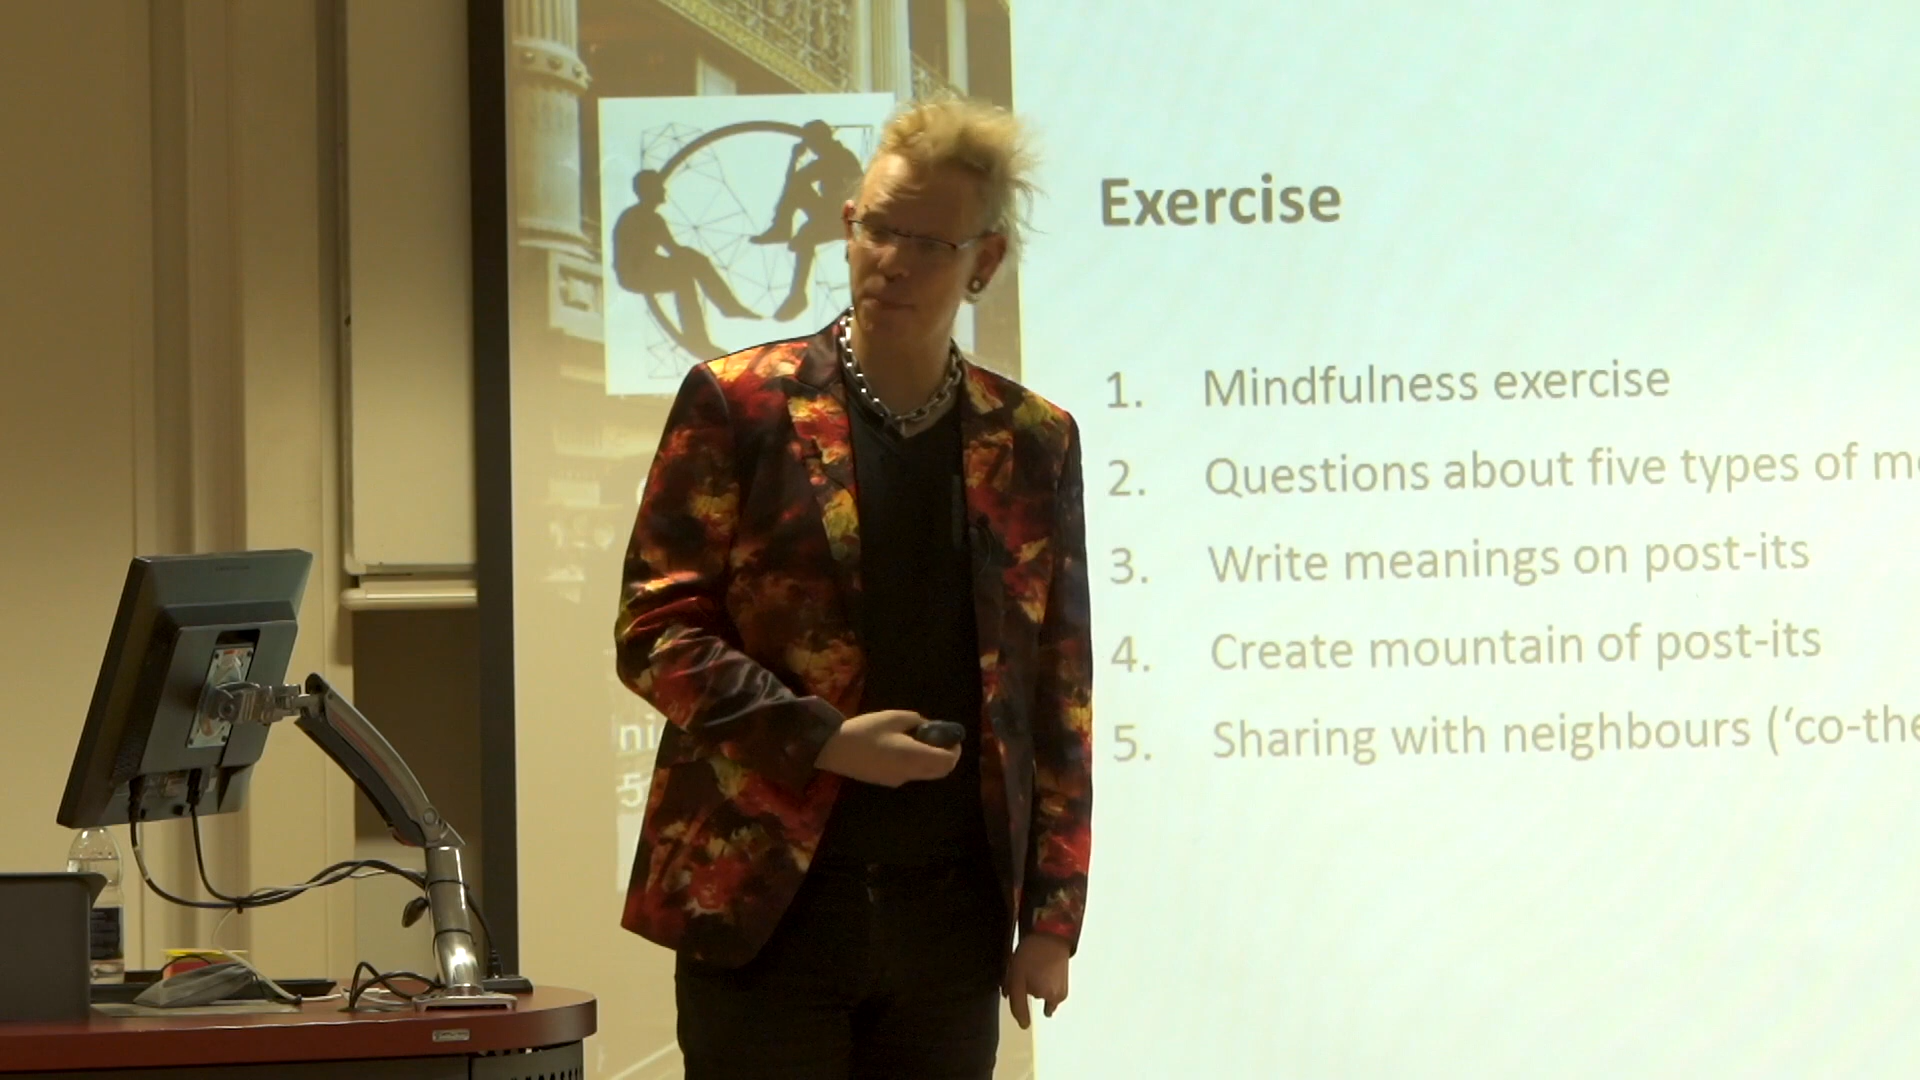 Exercise
1. Mindfulness exercise
2. Questions about five types of
3. Write meanings on post-its
4. Create mountain of post-its
5. Sharing with neighbours